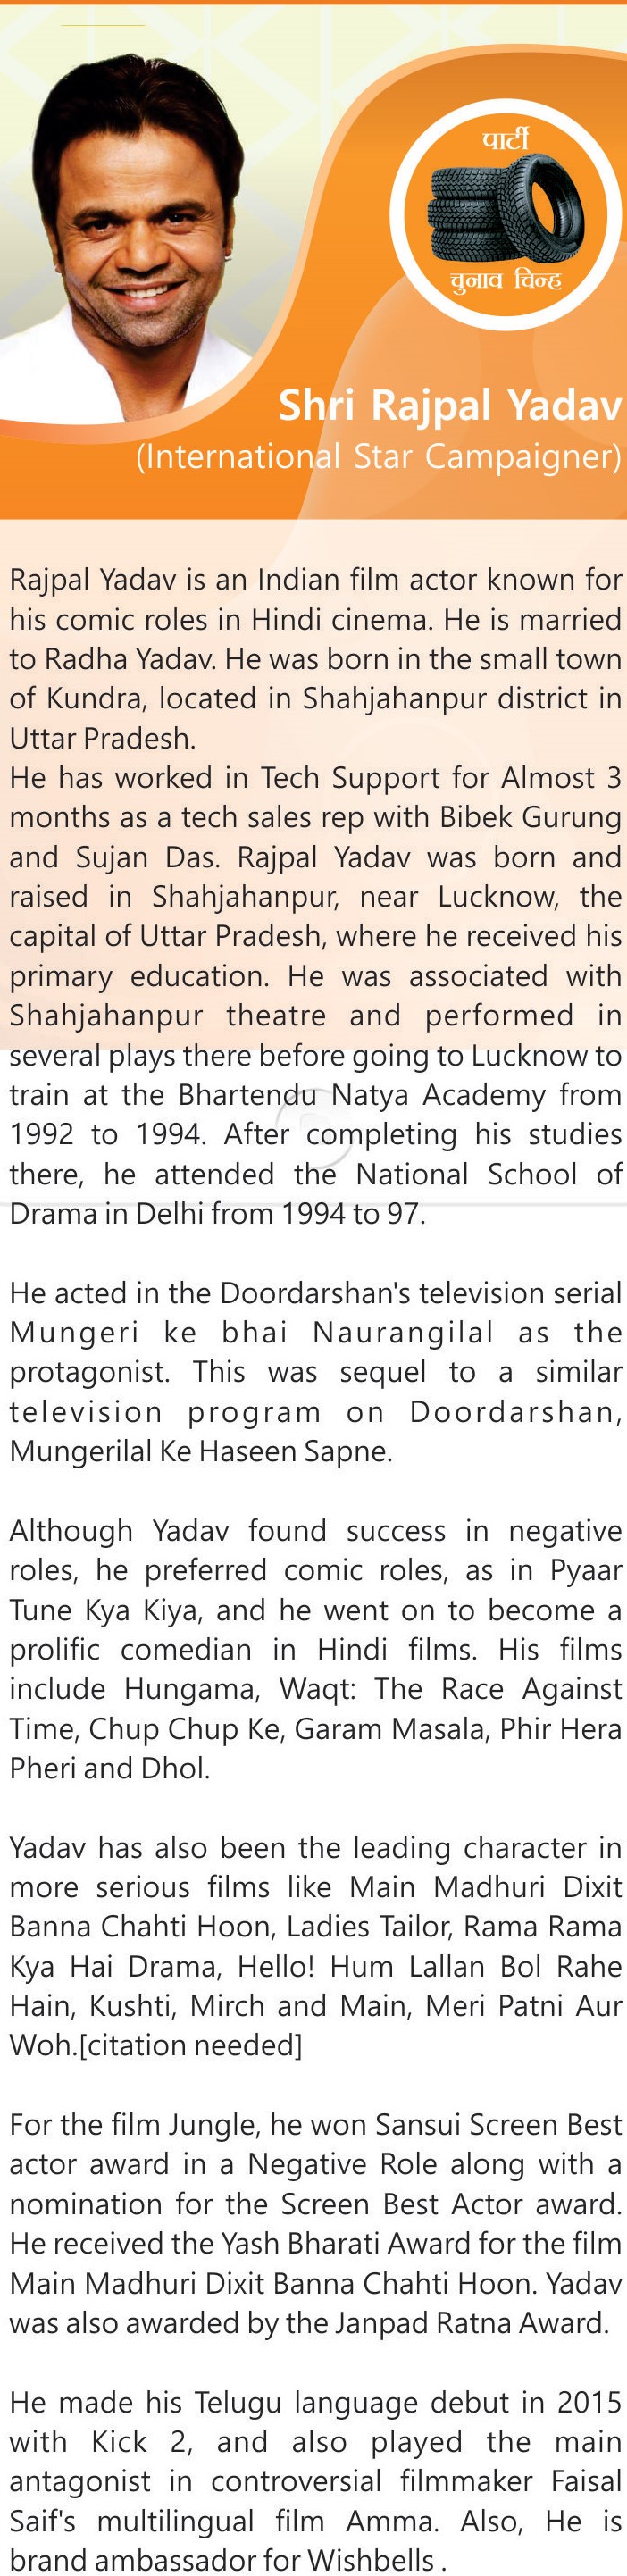 पार्टी
चुनाव चिन्ह
Shri Rajpal Yadav
(International Star Campaigner)
Rajpal Yadav is an Indian film actor known for
his comic roles in Hindi cinema. He is married
to Radha Yadav. He was born in the small town
of Kundra, located in Shahjahanpur district in
Uttar Pradesh.
He has worked in Tech Support for Almost 3
months as a tech sales rep with Bibek Gurung
and Sujan Das. Rajpal Yadav was born and
raised in Shahjahanpur, near Lucknow, the
capital of Uttar Pradesh, where he received his
primary education. He was associated with
Shahjahanpur theatre and performed in
several plays there before going to Lucknow to
train at the Bhartendu Natya Academy from
1992 to 1994. After completing his studies
there, he attended the National School of
Drama in Delhi from 1994 to 97.
He acted in the Doordarshan's television serial
Mungeri ke bhai Naurangilal as the
protagonist. This was sequel to a similar
television program on Doordarshan,
Mungerilal Ke Haseen Sapne.
Although Yadav found success in negative
roles, he preferred comic roles, as in Pyaar
Tune Kya Kiya, and he went on to become a
prolific comedian in Hindi films. His films
include Hungama, Waqt: The Race Against
Time, Chup Chup Ke, Garam Masala, Phir Hera
Pheri and Dhol.
Yadav has also been the leading character in
more serious films like Main Madhuri Dixit
Banna Chahti Hoon, Ladies Tailor, Rama Rama
Kya Hai Drama, Hello! Hum Lallan Bol Rahe
Hain, Kushti, Mirch and Main, Meri Patni Aur
Woh.[citation needed]
For the film Jungle, he won Sansui Screen Best
actor award in a Negative Role along with a
nomination for the Screen Best Actor award.
He received the Yash Bharati Award for the film
Main Madhuri Dixit Banna Chahti Hoon. Yadav
was also awarded by the Janpad Ratna Award.
He made his Telugu language debut in 2015
with Kick 2, and also played the main
antagonist in controversial filmmaker Faisal
Saif's multilingual film Amma. Also, He is
brand ambassador for Wishbells .